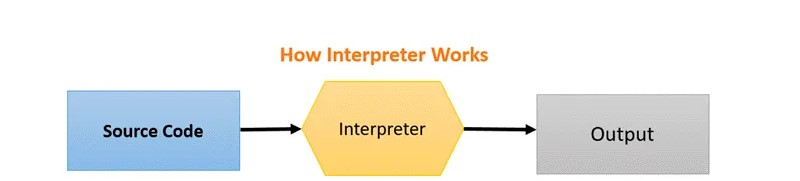 How Interpreter Works
Source Code
Interpreter
Output